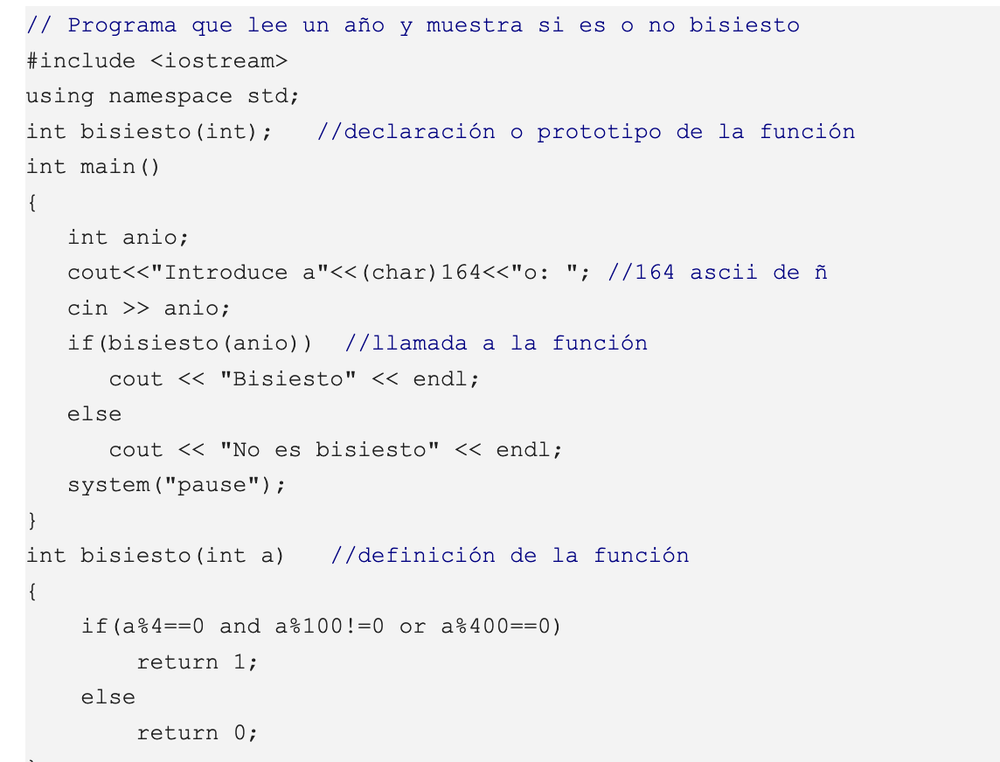 // Programa que lee un año y muestra si es o no bisiesto
#include <iostream>
using namespace std;
int bisiesto(int);   //declaración o prototipo de la función
int main()
{
   int anio;
   cout<<"Introduce a"<<(char)164<<"o: "; //164 ascii de ñ
   cin >> anio;
   if(bisiesto(anio))  //llamada a la función
      cout << "Bisiesto" << endl;
   else
      cout << "No es bisiesto" << endl;
   system("pause");
}
int bisiesto(int a)   //definición de la función
{
    if(a%4==0 and a%100!=0 or a%400==0)
        return 1;
    else
        return 0;